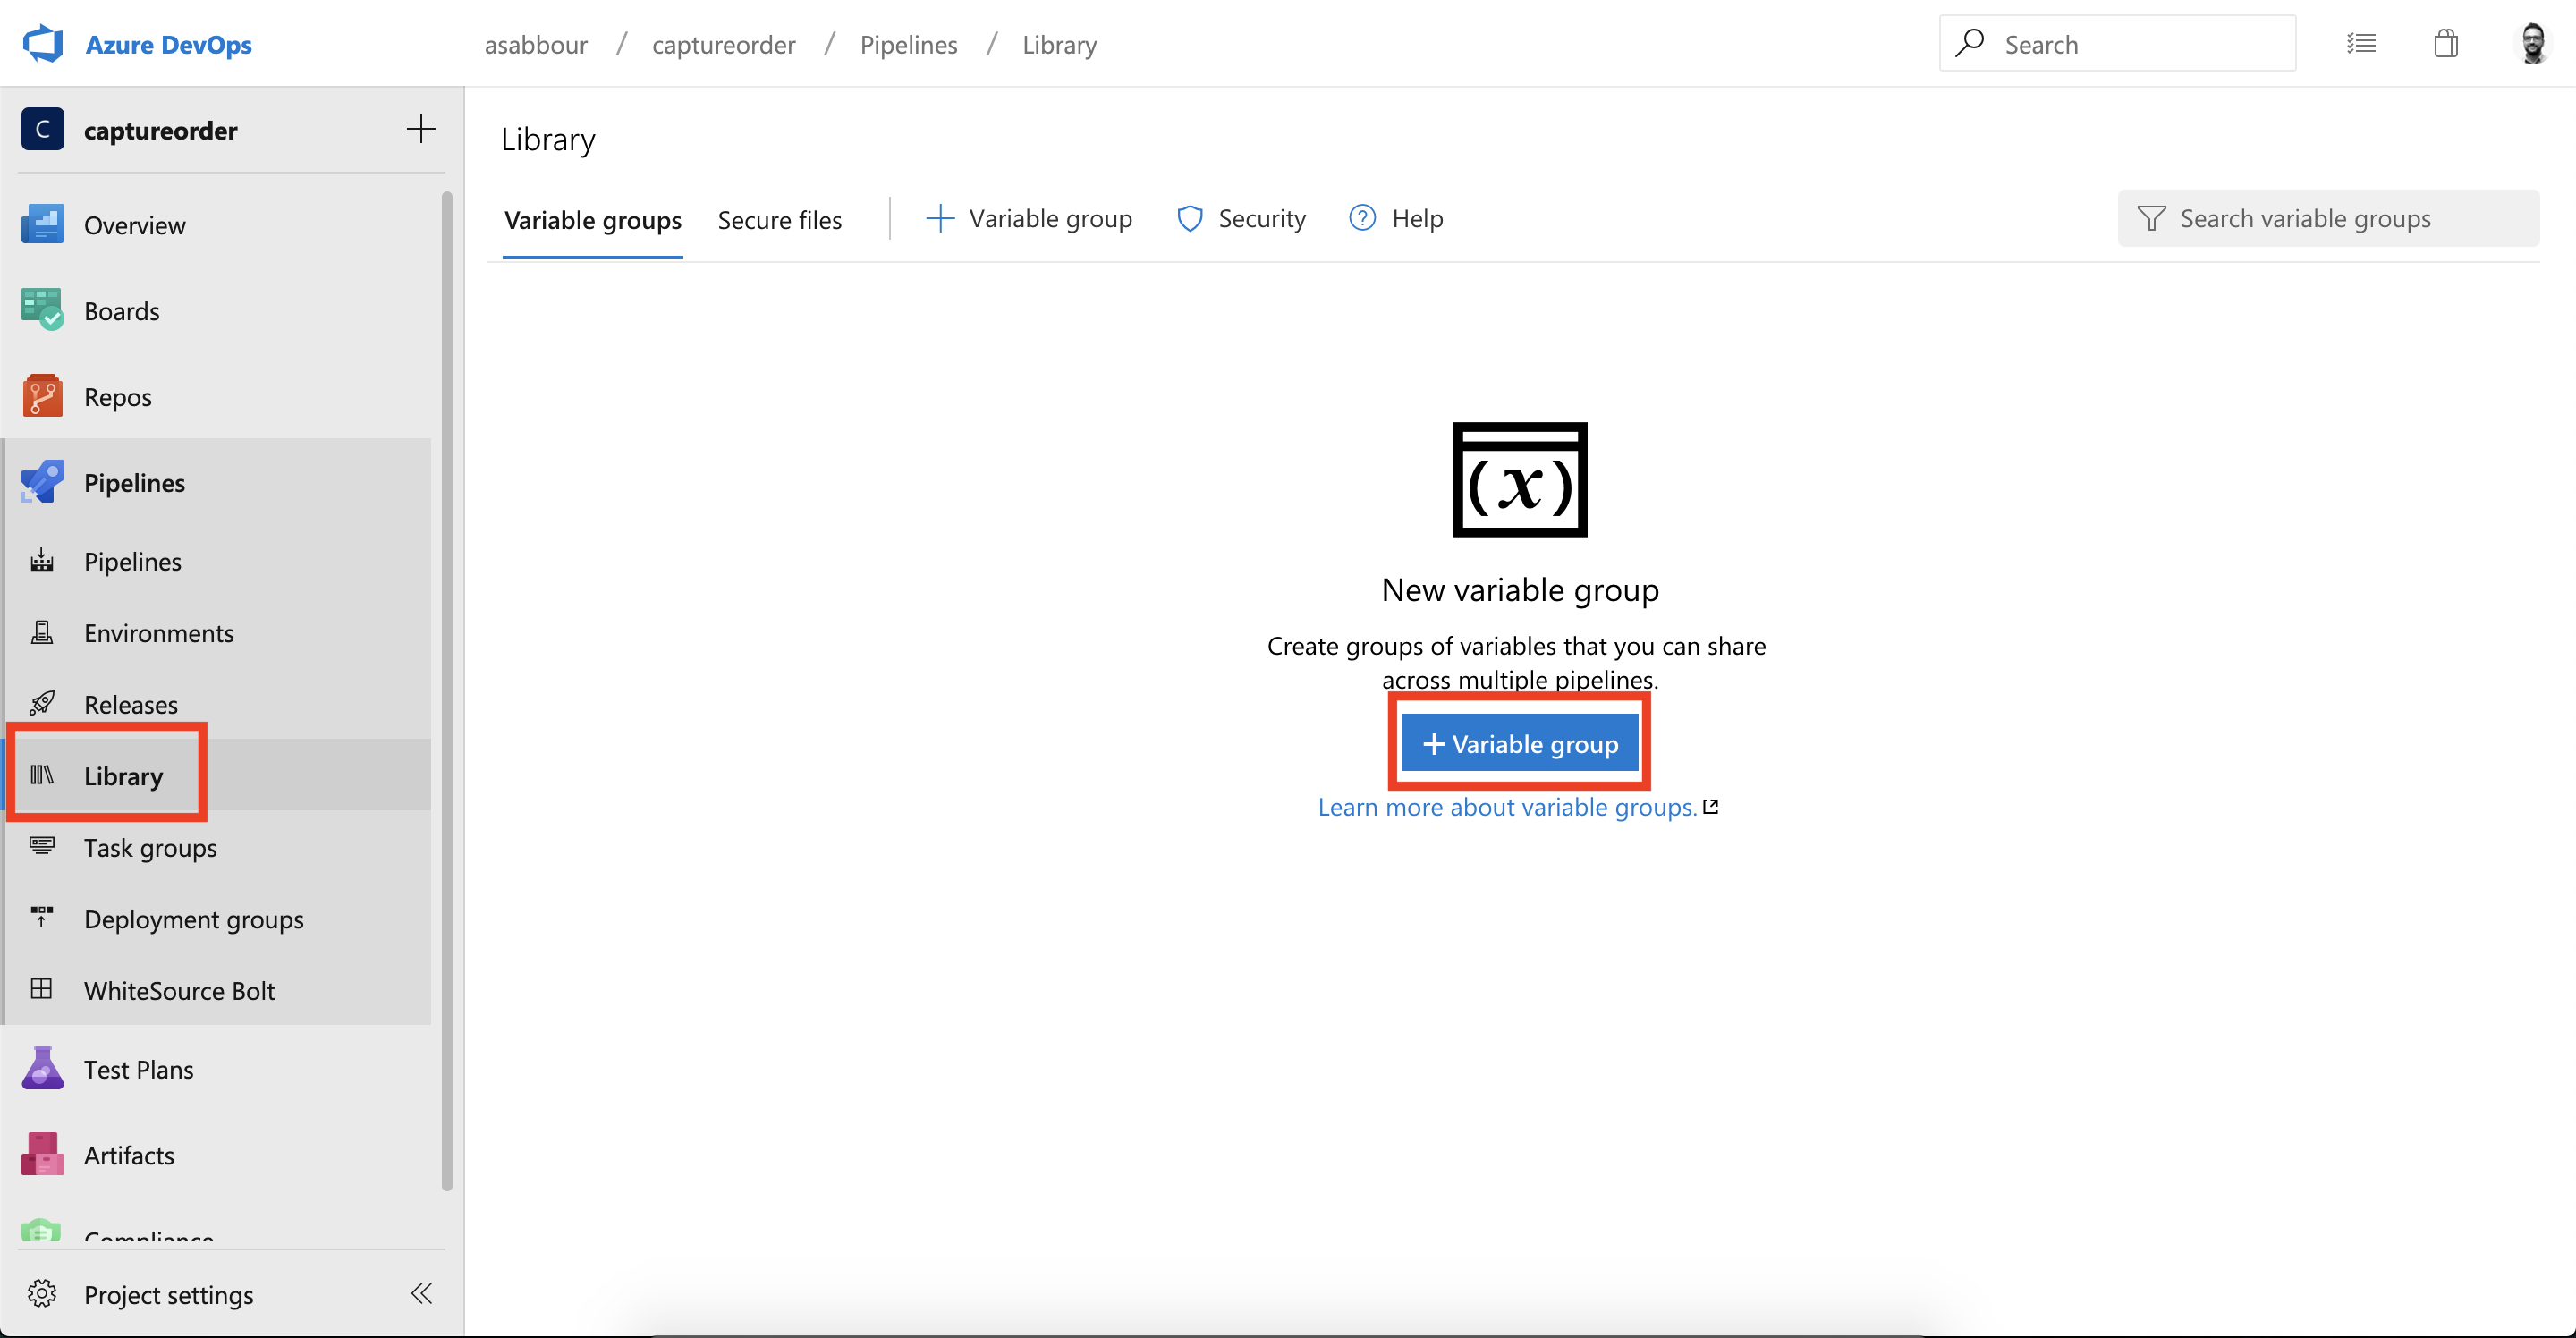 Azure DevOps
asabbour / captureorder / Pipelines / Library
Search
C captureorder
Overview
Boards
Repos
Pipelines
Pipelines
Environments
Releases
Library
Task groups
Deployment groups
WhiteSource Bolt
Test Plans
Artifacts
Compliance
Project settings
Library
Variable groups Secure files + Variable group Security ? Help
Search variable groups
(x)
New variable group
Create groups of variables that you can share
across multiple pipelines.
+ Variable group
Learn more about variable groups.